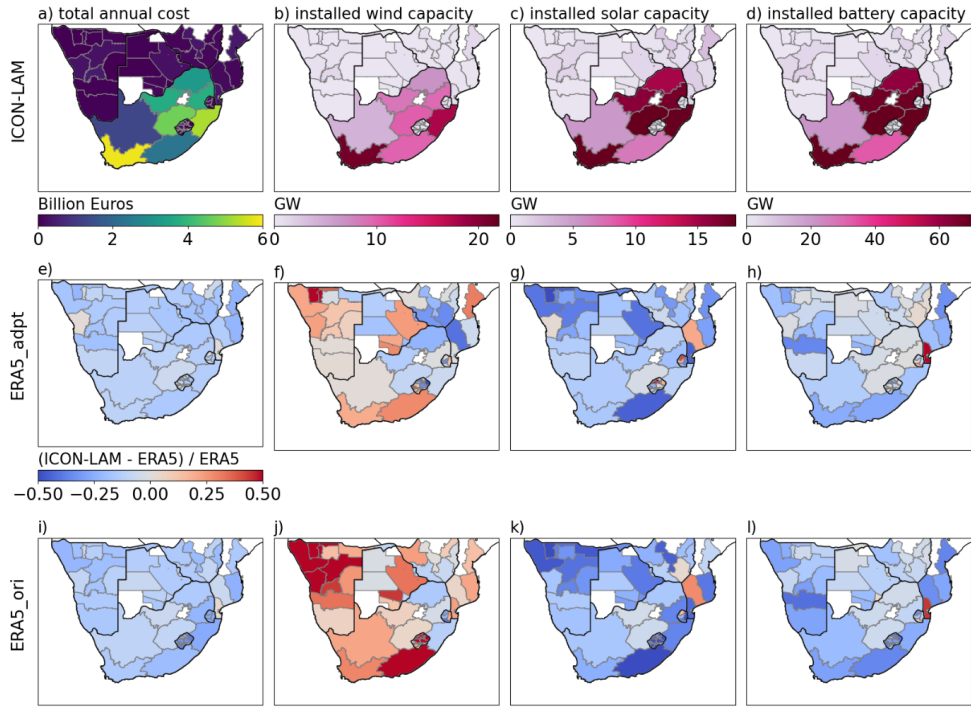 a) total annual cost
b) installed wind capacity
c) installed solar capacity
d) installed battery capacity
ICON-LAM
Billion Euros
GW
GW
GW
0 2 4 6
0 10 20
0 5 10 15
0 20 40 60
e)
f)
g)
h)
ERA5_adpt
(ICON-LAM - ERA5) / ERA5
−0.50 −0.25 0.00 0.25 0.50
i)
j)
k)
l)
ERA5_ori